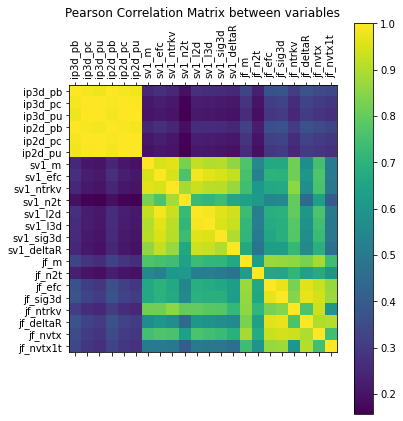 Pearson Correlation Matrix between variables
ip3d_pb
ip3d_pc
ip3d_pu
ip2d_pb
ip2d_pc
ip2d_pu
sv1_m
sv1_efc
sv1_ntrkv
sv1_n2t
sv1_l2d
sv1_l3d
sv1_sig3d
sv1_deltaR
jf_m
jf_n2t
jf_efc
jf_sig3d
jf_ntrkv
jf_deltaR
jf_nvtx
jf_nvtx1t
ip3d_pb
ip3d_pc
ip3d_pu
ip2d_pb
ip2d_pc
ip2d_pu
sv1_m
sv1_efc
sv1_ntrkv
sv1_n2t
sv1_l2d
sv1_l3d
sv1_sig3d
sv1_deltaR
jf_m
jf_n2t
jf_efc
jf_sig3d
jf_ntrkv
jf_deltaR
jf_nvtx
jf_nvtx1t
1.0
0.9
0.8
0.7
0.6
0.5
0.4
0.3
0.2